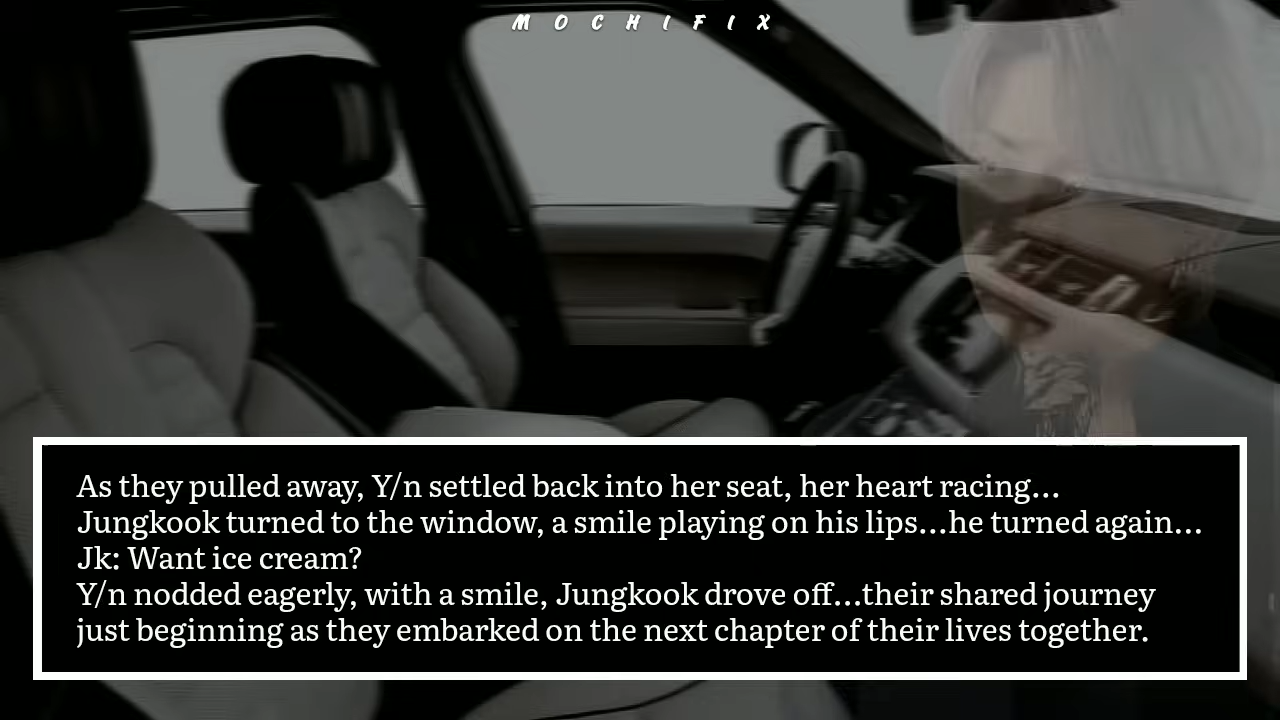 MOCHIFIX
As they pulled away, Y/n settled back into her seat, her heart racing...
Jungkook turned to the window, a smile playing on his lips...he turned again...
Jk: Want ice cream?
Y/n nodded eagerly, with a smile, Jungkook drove off...their shared journey
just beginning as they embarked on the next chapter of their lives together.